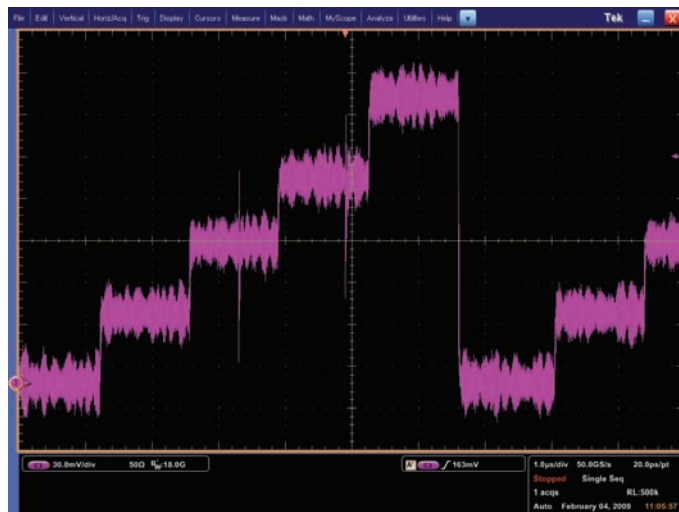 File Edit Vertical Horiz/Acq Trig Display Cursors Measure Mask Math MyScope Analyze Utilities Help Tek X
C3 30.0mV/div 50Ω BW:18.0G
A' C3 163mV
1.0µs/div 50.0GS/s 20.0ps/pt
Stopped Single Seq
1 acqs RL:500k
Auto February 04, 2009 11:05:57